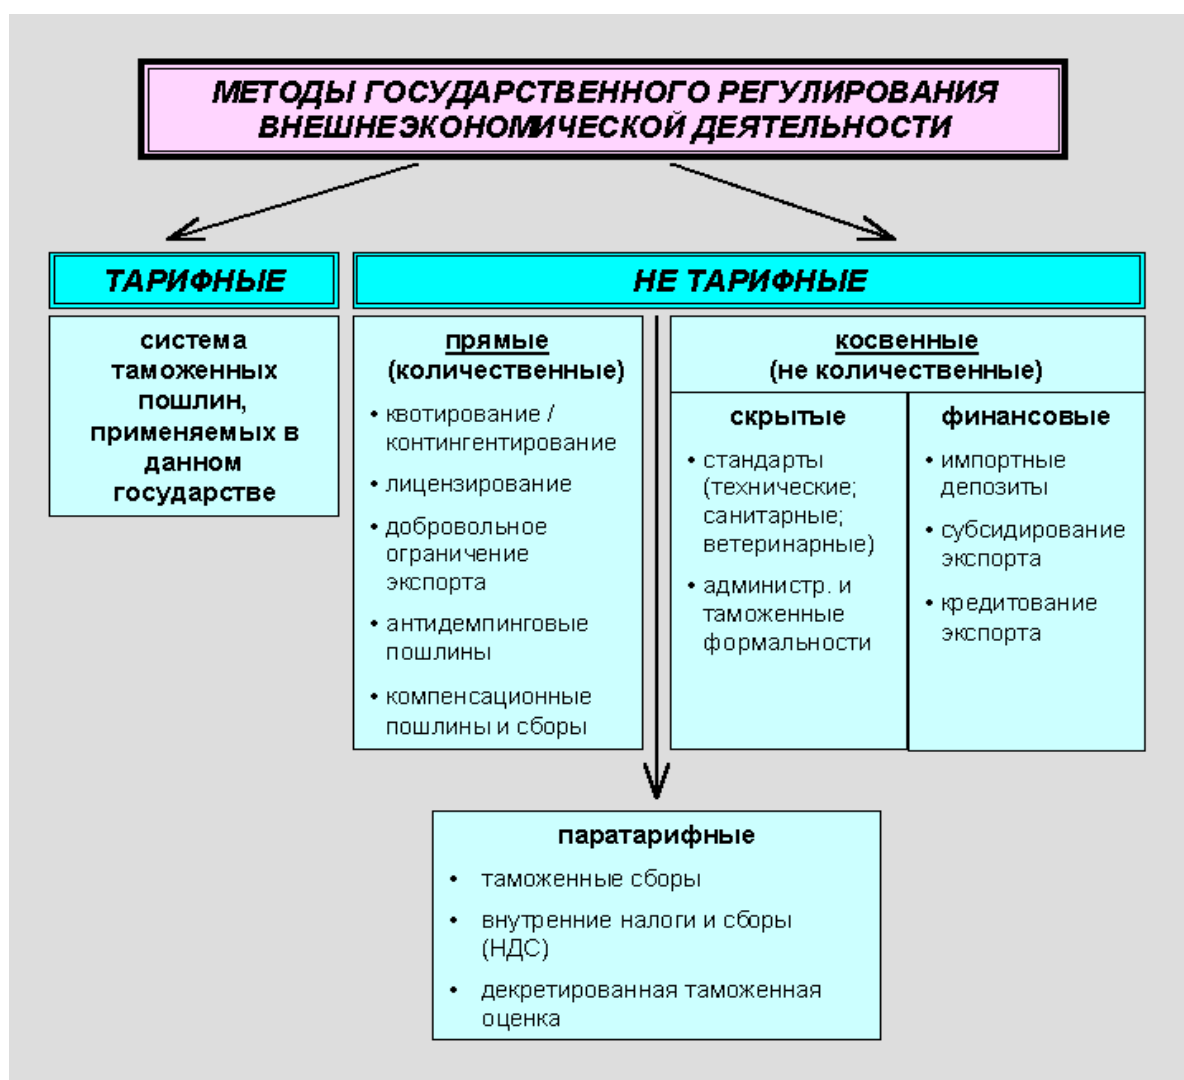 МЕТОДЫ ГОСУДАРСТВЕННОГО РЕГУЛИРОВАНИЯ
ВНЕШНЕЭКОНОМИЧЕСКОЙ ДЕЯТЕЛЬНОСТИ
ТАРИФНЫЕ
система
таможенных
пошлин,
применяемых в
данном
государстве
НЕ ТАРИФНЫЕ
прямые
(количественные)
• квотирование /
контингентирование
• лицензирование
• добровольное
ограничение
экспорта
• антидемпинговые
пошлины
• компенсационные
пошлины и сборы
косвенные
(не количественные)
скрытые
• стандарты
(технические;
санитарные;
ветеринарные)
• администр. и
таможенные
формальности
финансовые
• импортные
депозиты
• субсидирование
экспорта
• кредитование
экспорта
паратарифные
• таможенные сборы
• внутренние налоги и сборы
(НДС)
• декретированная таможенная
оценка